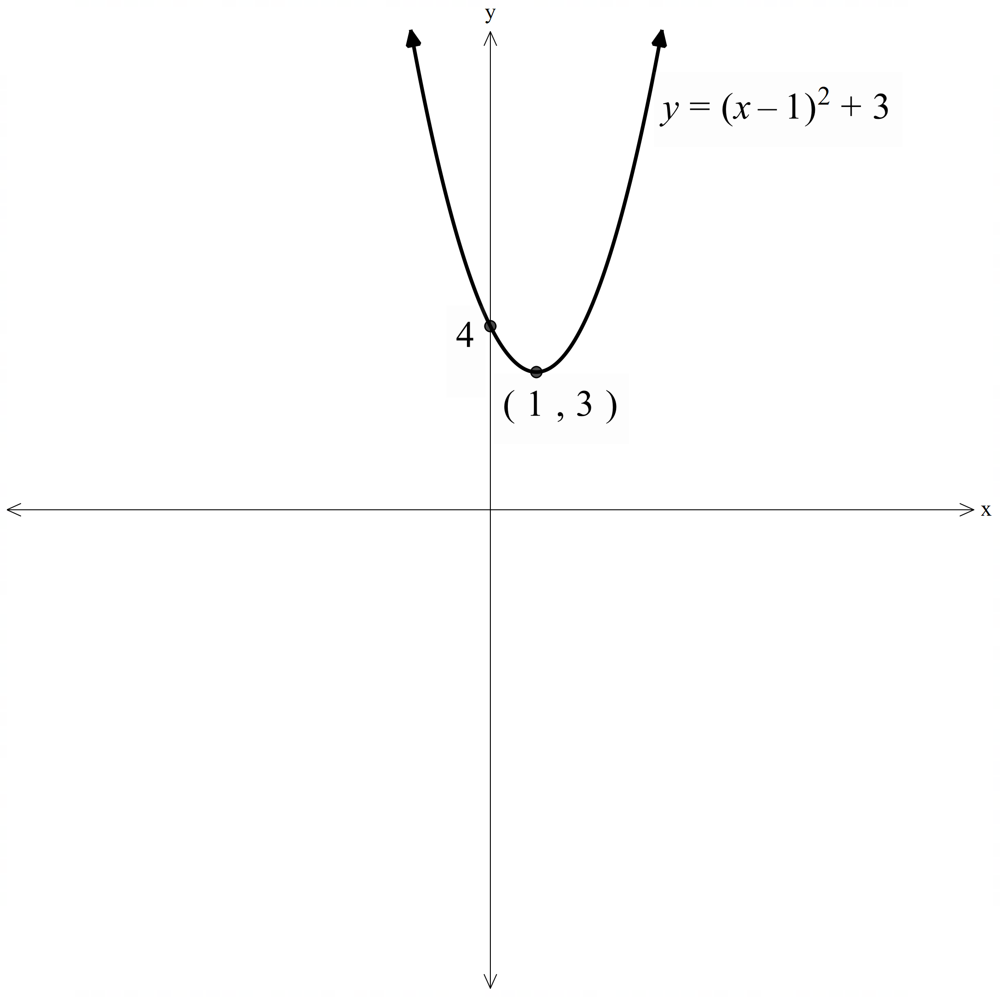 y
y = (x – 1)² + 3
4
( 1 , 3 )
x